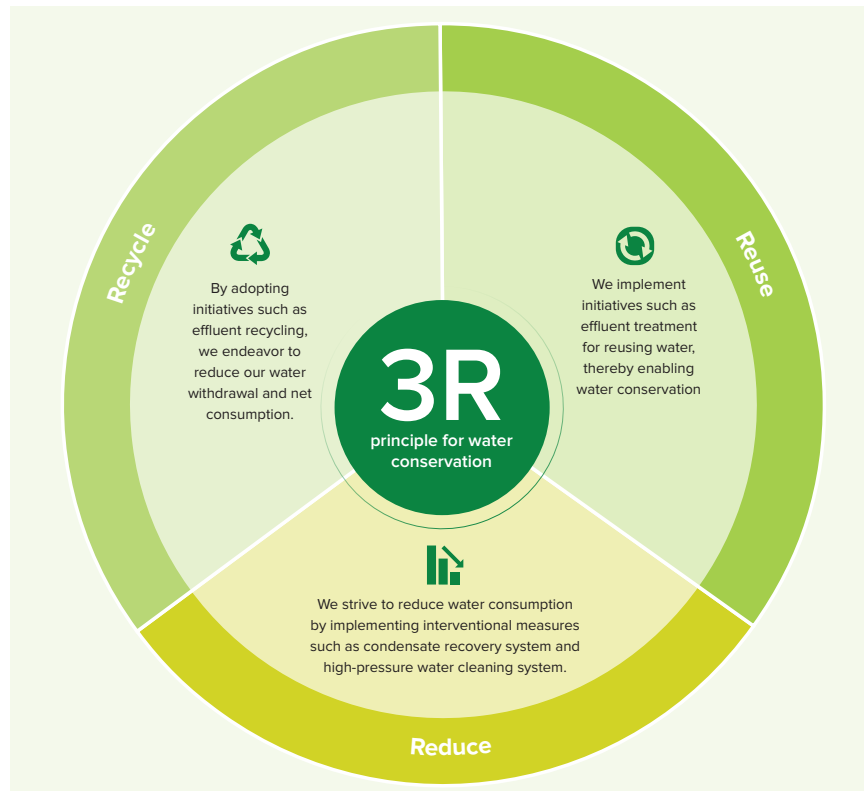 Recycle
By adopting
initiatives such as
effluent recycling,
we endeavor to
reduce our water
withdrawal and net
consumption.
Reuse
We implement
initiatives such as
effluent treatment
for reusing water,
thereby enabling
water conservation
3R
principle for water
conservation
We strive to reduce water consumption
by implementing interventional measures
such as condensate recovery system and
high-pressure water cleaning system.
Reduce